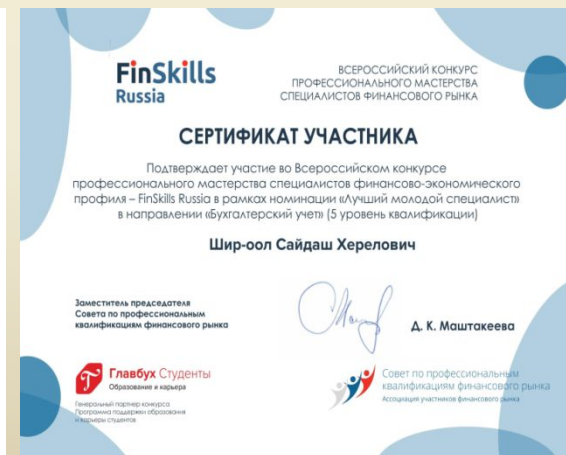 FinSkills
Russia
ВСЕРОССИЙСКИЙ КОНКУРС
ПРОФЕССИОНАЛЬНОГО МАСТЕРСТВА
СПЕЦИАЛИСТОВ ФИНАНСОВОГО РЫНКА
СЕРТИФИКАТ УЧАСТНИКА
Подтверждает участие во Всероссийском конкурсе
профессионального мастерства специалистов финансово-экономического
профиля – FinSkills Russia в рамках номинации «Лучший молодой специалист»
в направлении «Бухгалтерский учет» (5 уровень квалификации)
Шир-оол Сайдаш Херелович
Заместитель председателя
Совета по профессиональным
квалификациям финансового рынка
Д. К. Маштакеева
Главбух Студенты
Образование и карьера
Генеральный партнер конкурса
Программа поддержки образования
и карьеры студентов
Совет по профессиональным
квалификациям финансового рынка
Ассоциация участников финансового рынка